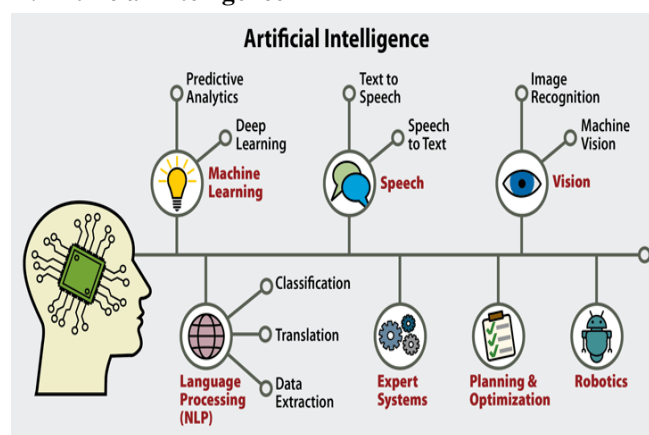 Artificial Intelligence
Predictive
Analytics
Deep
Learning
Machine
Learning
Text to
Speech
Speech
to Text
Speech
Image
Recognition
Machine
Vision
Vision
Classification
Translation
Data
Extraction
Language
Processing
(NLP)
Expert
Systems
Planning &
Optimization
Robotics